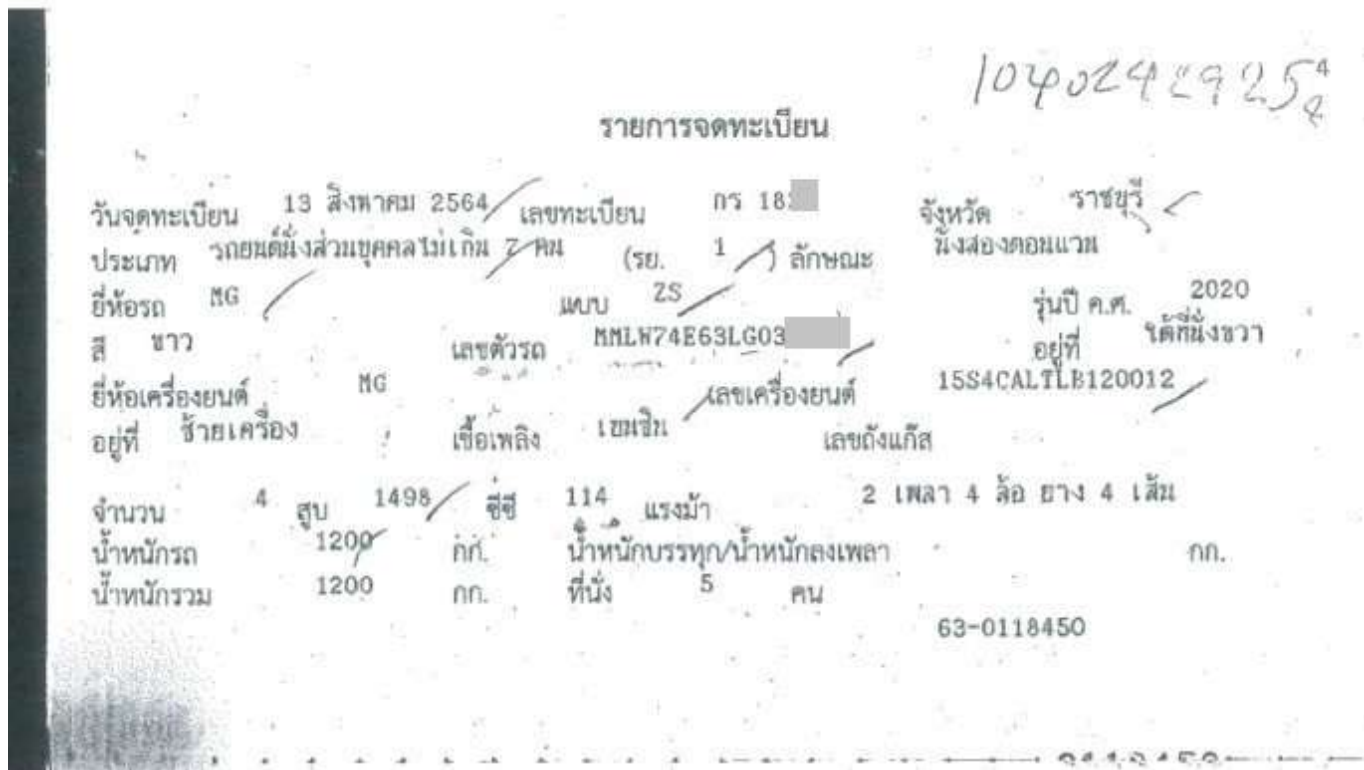 รายการจดทะเบียน
วันจดทะเบียน 13 สิงหาคม 2564 เลขทะเบียน กร 18 จังหวัด ราชบุรี
ประเภท รถยนต์นั่งส่วนบุคคลไม่เกิน 7 คน (รย. 1 ) ลักษณะ นั่งสองตอนแวน
ยี่ห้อรถ MG แบบ ZS รุ่นปี ค.ศ. 2020
สี ขาว เลขตัวรถ MMLW74E63LG03 อยู่ที่ ใต้ที่นั่งขวา
ยี่ห้อเครื่องยนต์ MG เลขเครื่องยนต์ 15S4CALTLB120012
อยู่ที่ ซ้ายเครื่อง เชื้อเพลิง เบนซิน เลขถังแก๊ส
จำนวน 4 สูบ 1498 ซีซี 114 แรงม้า 2 เพลา 4 ล้อ ยาง 4 เส้น
น้ำหนักรถ 1200 กก. น้ำหนักบรรทุก/น้ำหนักลงเพลา - กก.
น้ำหนักรวม 1200 กก. ที่นั่ง 5 คน
63-0118450